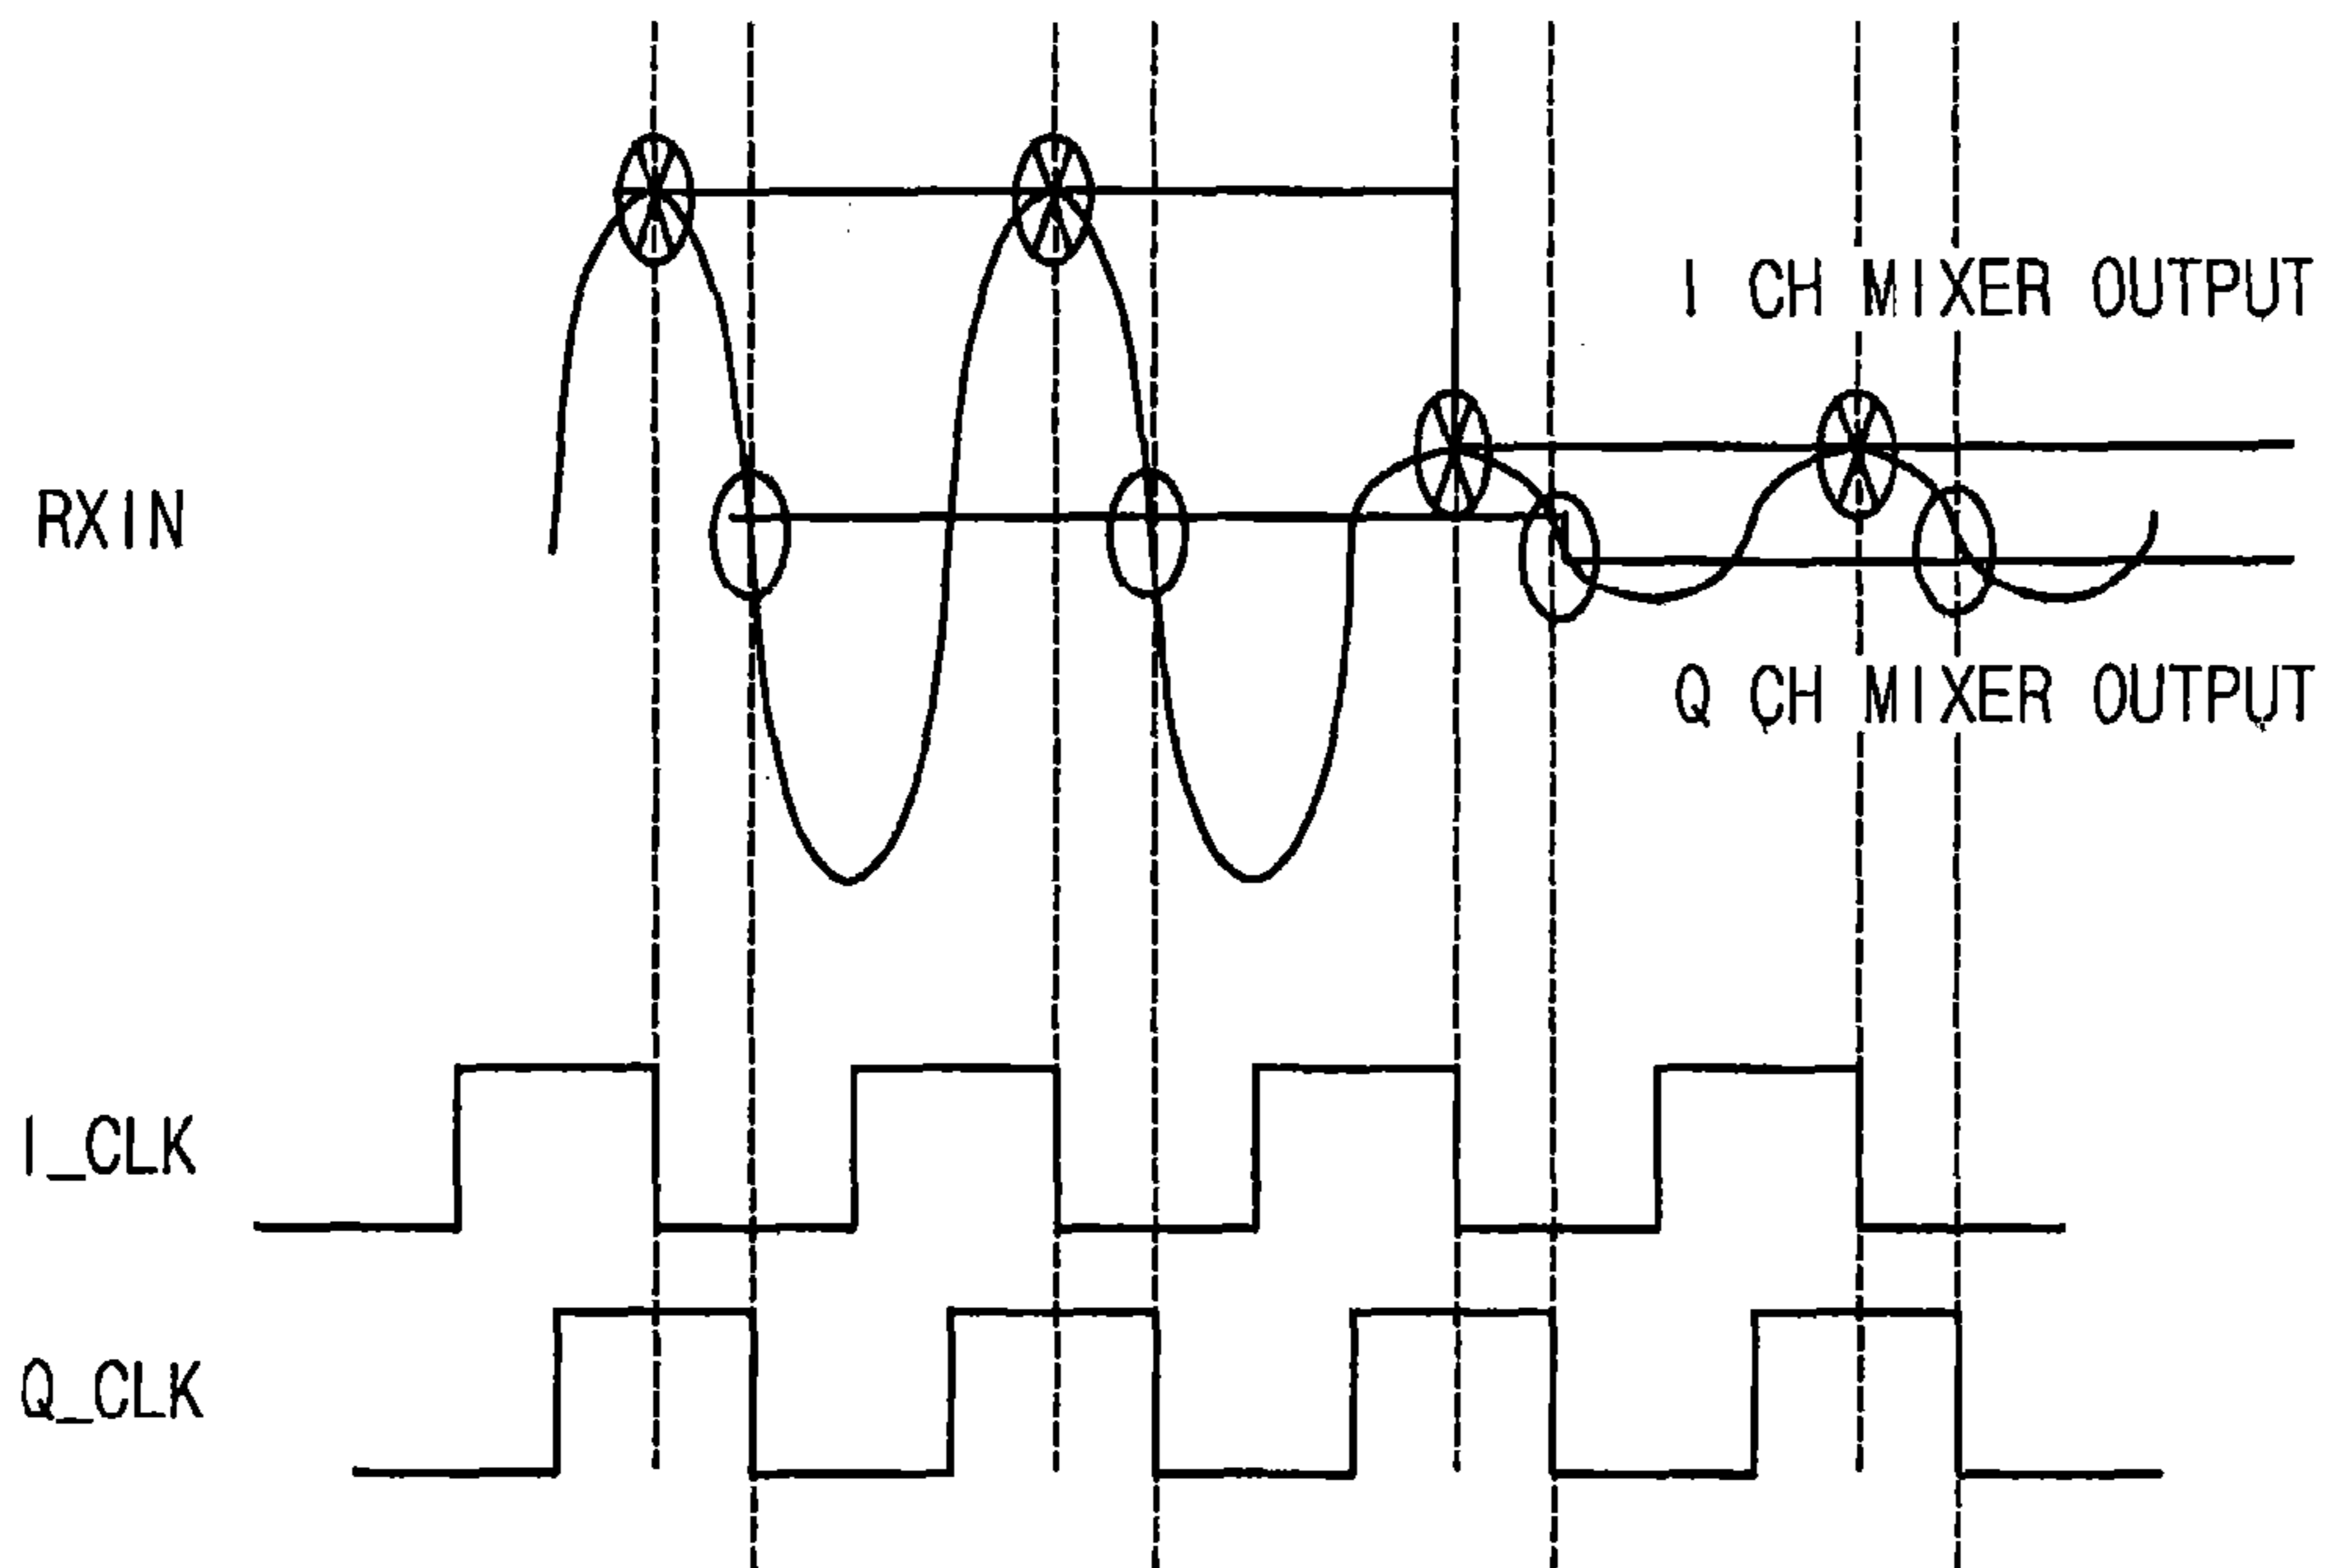 I CH MIXER OUTPUT
RXIN
Q CH MIXER OUTPUT
I_CLK
Q_CLK